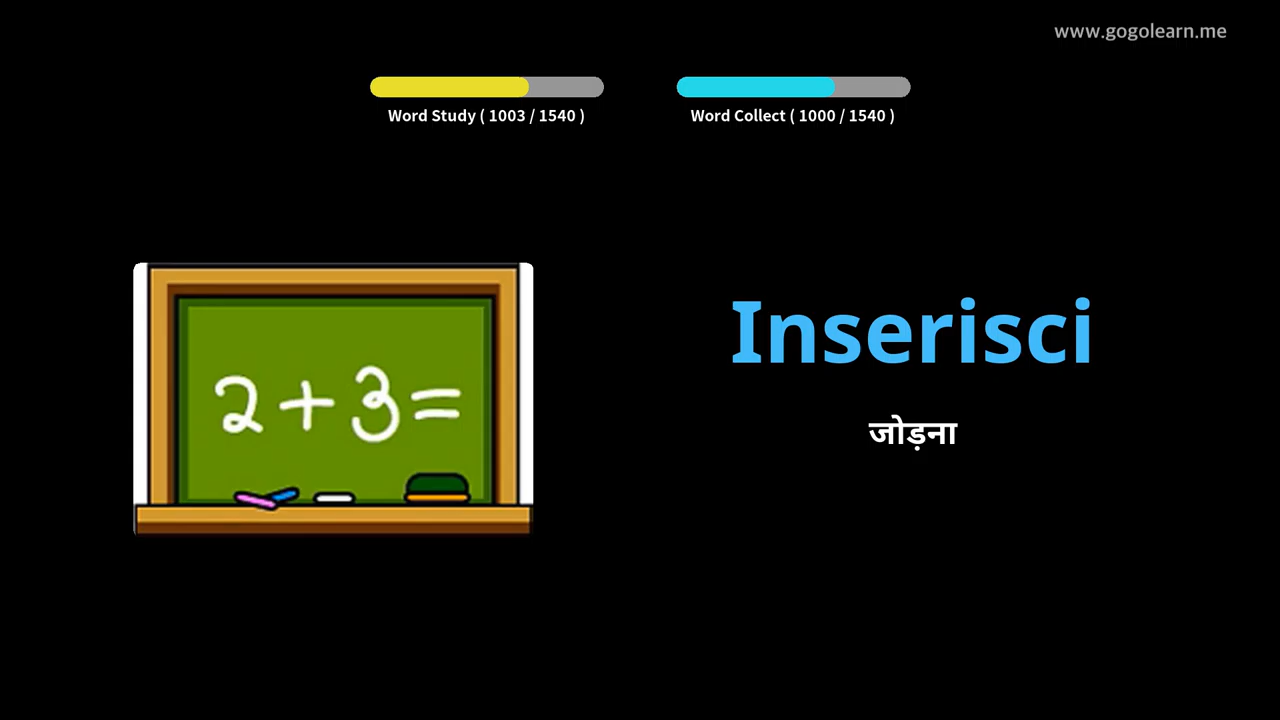 www.gogolearn.me
Word Study ( 1003 / 1540 )
Word Collect ( 1000 / 1540 )
2+3=
Inserisci
जोड़ना